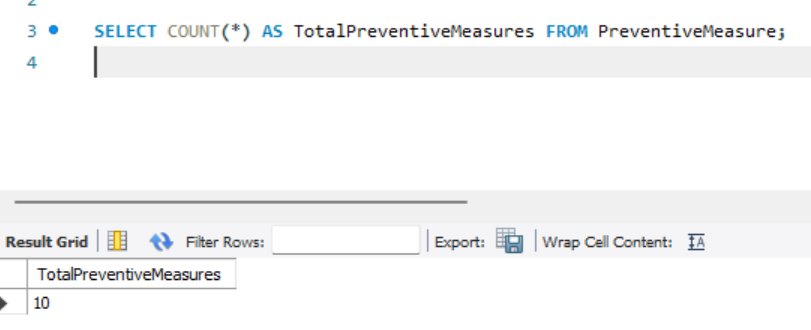 2
3 SELECT COUNT(*) AS TotalPreventiveMeasures FROM PreventiveMeasure;
4
Result Grid Filter Rows: Export: Wrap Cell Content: IA
TotalPreventiveMeasures
10